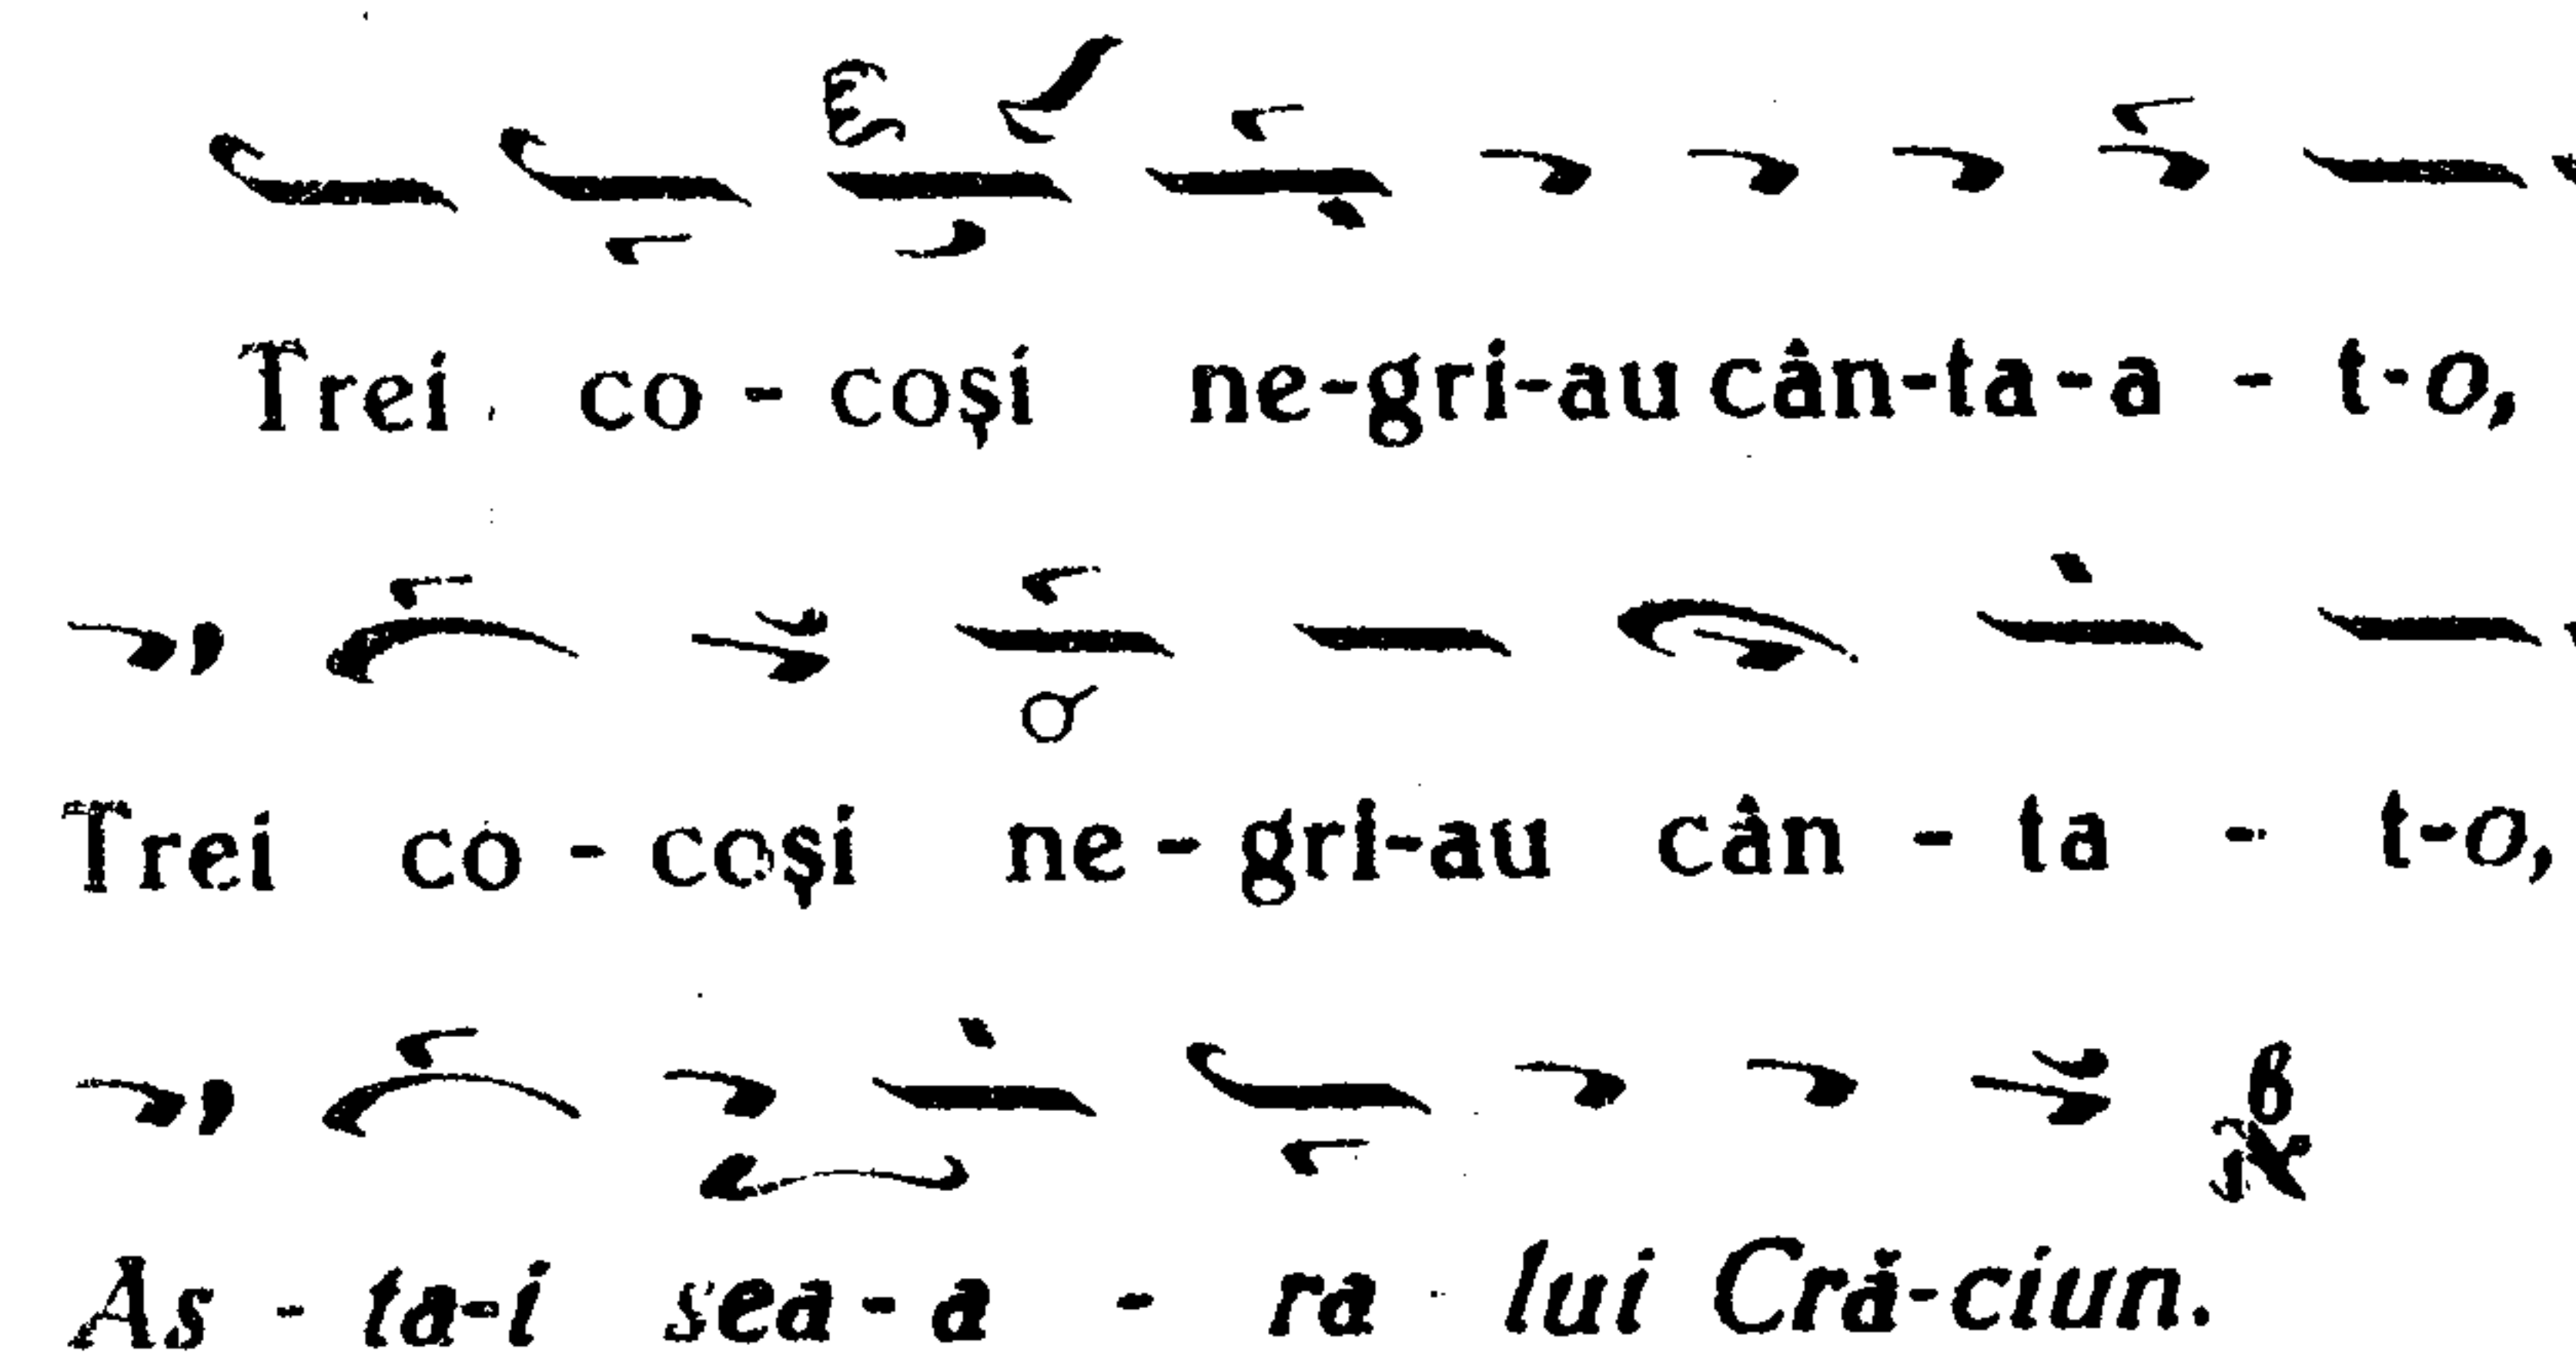 Trei co - coși ne-gri-au cân-ta-a - t-o,
Trei co - coși ne - gri-au cân - ta - t-o,
As - ta-i sea-a - ra lui Cră-ciun.